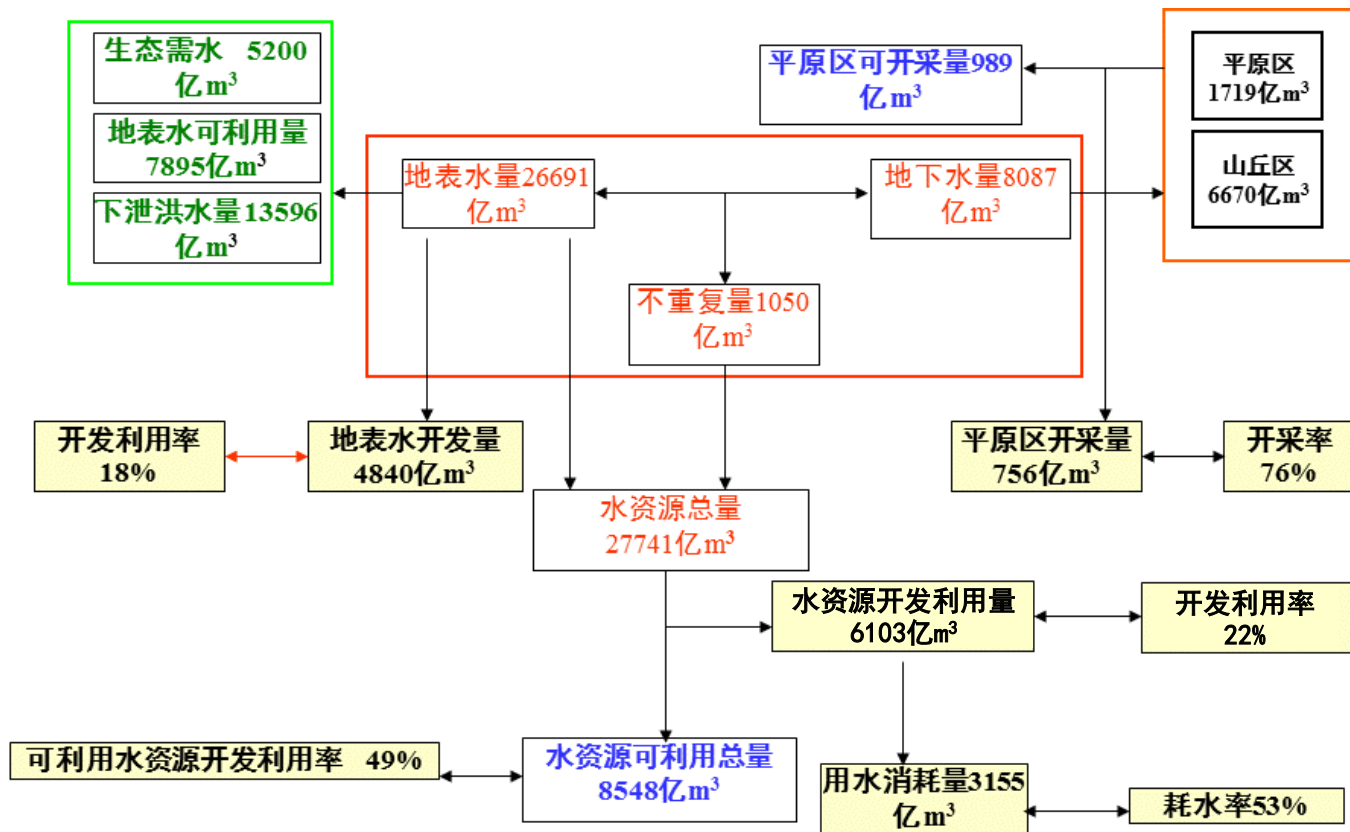 生态需水 5200
亿m³
地表水可利用量
7895亿m³
下泄洪水量13596
亿m³
平原区可开采量989
亿m³
平原区
1719亿m³
山丘区
6670亿m³
地表水量26691
亿m³
地下水量8087
亿m³
不重复量1050
亿m³
开发利用率
18%
地表水开发量
4840亿m³
平原区开采量
756亿m³
开采率
76%
水资源总量
27741亿m³
水资源开发利用量
6103亿m³
开发利用率
22%
可利用水资源开发利用率 49%
水资源可利用总量
8548亿m³
用水消耗量3155
亿m³
耗水率53%